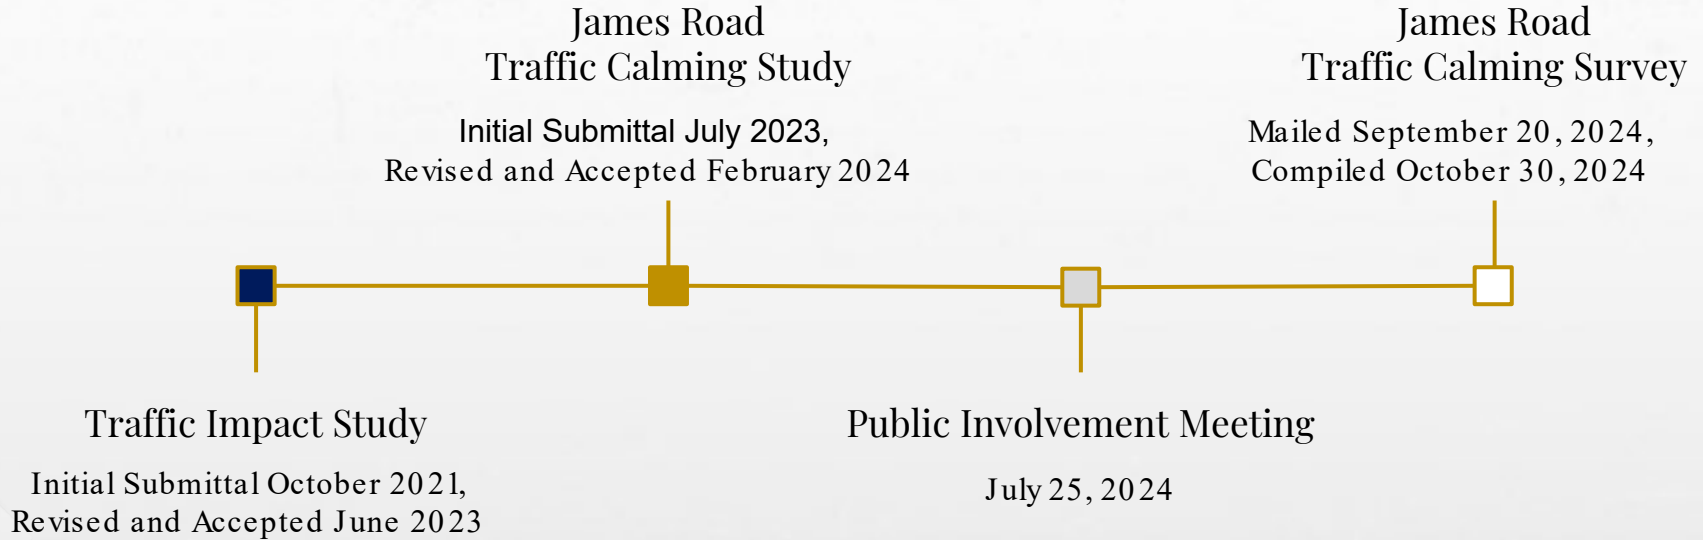 James Road
Traffic Calming Study
Initial Submittal July 2023,
Revised and Accepted February 2024
James Road
Traffic Calming Survey
Mailed September 20, 2024,
Compiled October 30, 2024
Traffic Impact Study
Initial Submittal October 2021,
Revised and Accepted June 2023
Public Involvement Meeting
July 25, 2024